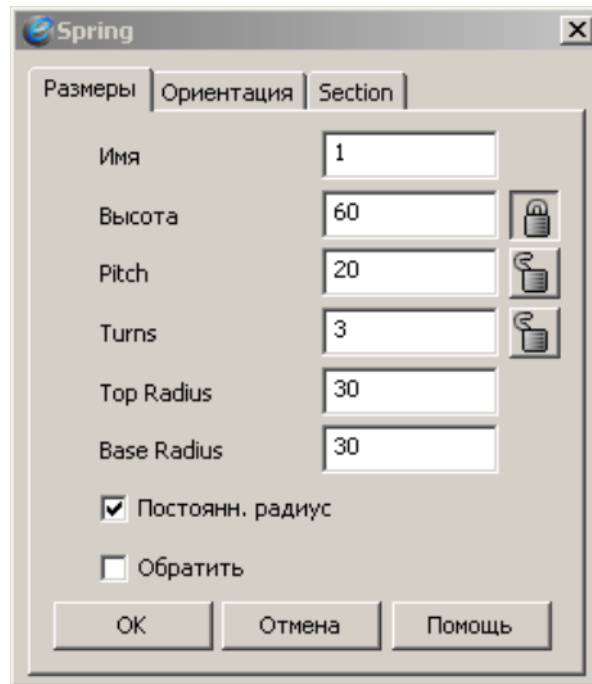 Spring
Размеры Ориентация Section
Имя 1
Высота 60
Pitch 20
Turns 3
Top Radius 30
Base Radius 30
Постоянн. радиус
Обратить
OK Отмена Помощь